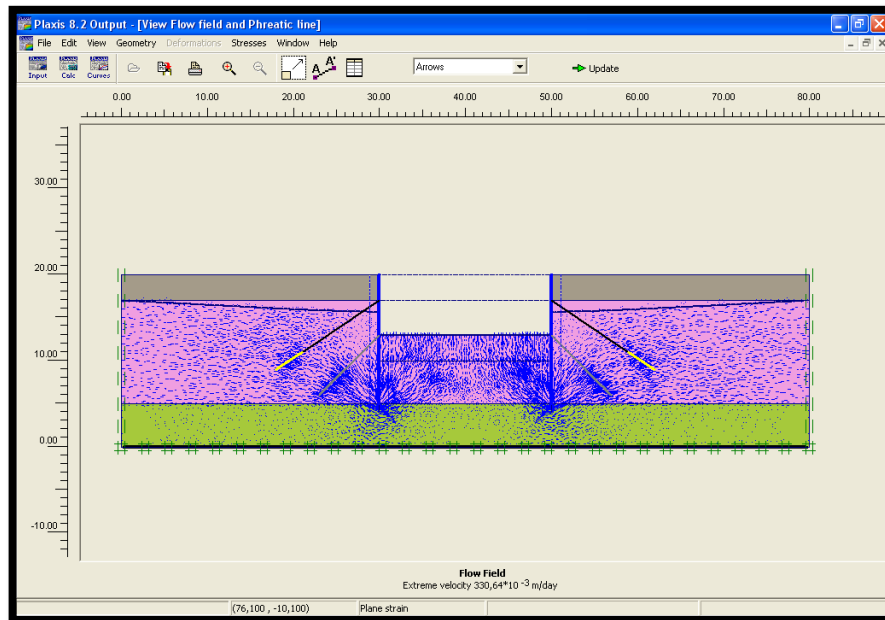 Plaxis 8.2 Output - [View Flow field and Phreatic line]
File Edit View Geometry Deformations Stresses Window Help
Input Calc Curves A A* Arrows Update
0.00 10.00 20.00 30.00 40.00 50.00 60.00 70.00 80.00
30.00
20.00
10.00
0.00
-10.00
Flow Field
Extreme velocity 330,64*10 -3 m/day
(76,100 , -10,100) Plane strain